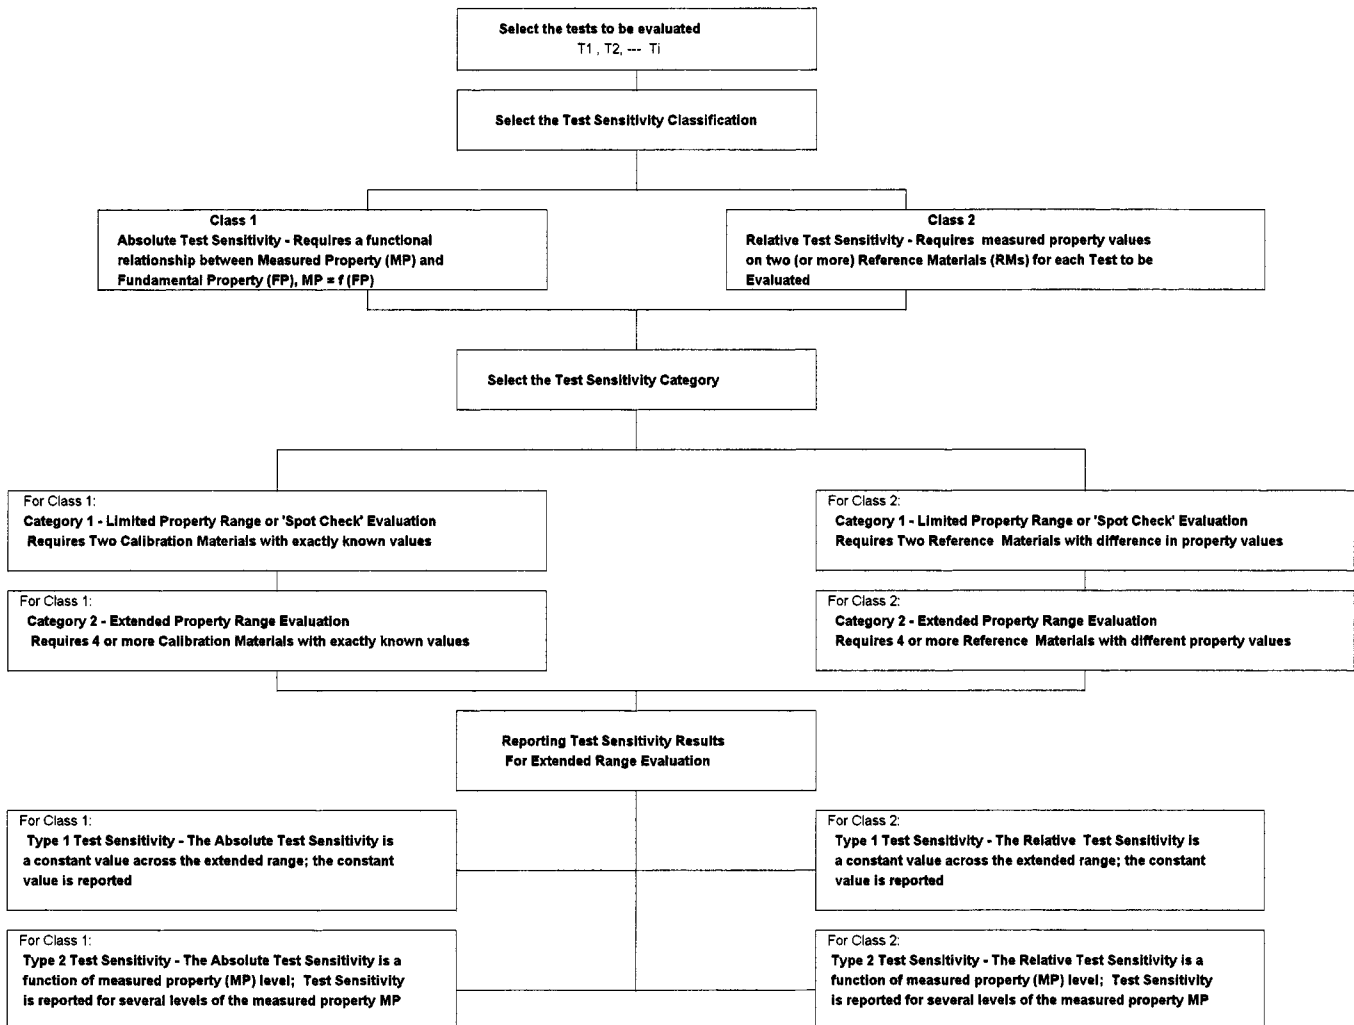 Select the tests to be evaluated
T1 , T2, --- Ti
Select the Test Sensitivity Classification
Class 1
Absolute Test Sensitivity - Requires a functional
relationship between Measured Property (MP) and
Fundamental Property (FP), MP = f (FP)
Class 2
Relative Test Sensitivity - Requires measured property values
on two (or more) Reference Materials (RMs) for each Test to be
Evaluated
Select the Test Sensitivity Category
For Class 1:
Category 1 - Limited Property Range or 'Spot Check' Evaluation
Requires Two Calibration Materials with exactly known values
For Class 2:
Category 1 - Limited Property Range or 'Spot Check' Evaluation
Requires Two Reference Materials with difference in property values
For Class 1:
Category 2 - Extended Property Range Evaluation
Requires 4 or more Calibration Materials with exactly known values
For Class 2:
Category 2 - Extended Property Range Evaluation
Requires 4 or more Reference Materials with different property values
Reporting Test Sensitivity Results
For Extended Range Evaluation
For Class 1:
Type 1 Test Sensitivity - The Absolute Test Sensitivity is
a constant value across the extended range; the constant
value is reported
For Class 2:
Type 1 Test Sensitivity - The Relative Test Sensitivity is
a constant value across the extended range; the constant
value is reported
For Class 1:
Type 2 Test Sensitivity - The Absolute Test Sensitivity is a
function of measured property (MP) level; Test Sensitivity
is reported for several levels of the measured property MP
For Class 2:
Type 2 Test Sensitivity - The Relative Test Sensitivity is a
function of measured property (MP) level; Test Sensitivity
is reported for several levels of the measured property MP